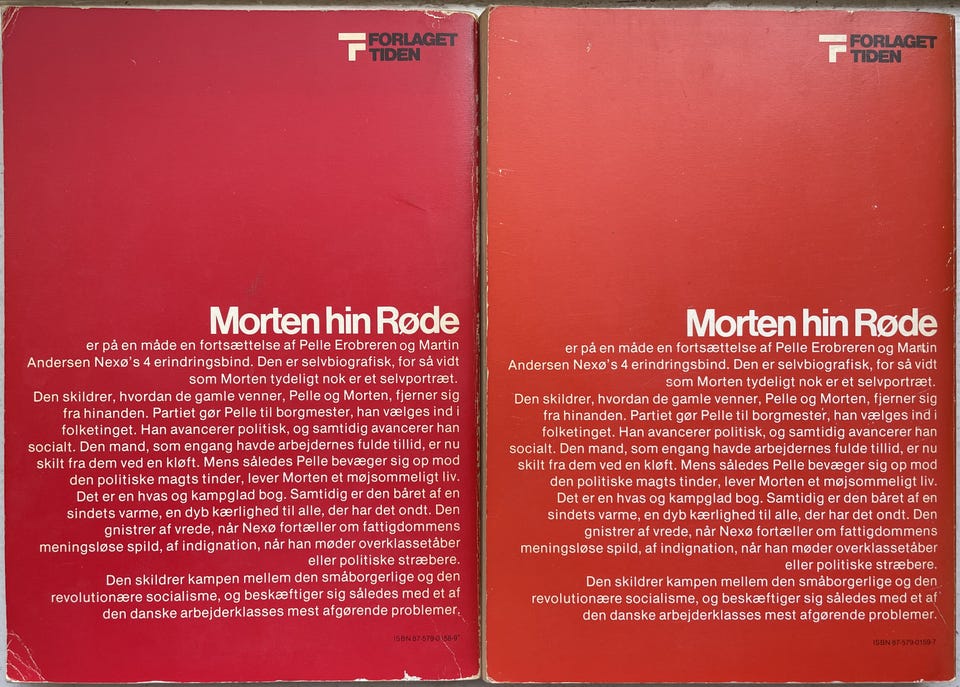 FORLAGET
TIDEN
Morten hin Røde
er på en måde en fortsættelse af Pelle Erobreren og Martin
Andersen Nexø's 4 erindringsbind. Den er selvbiografisk, for så vidt
som Morten tydeligt nok er et selvportræt.
Den skildrer, hvordan de gamle venner, Pelle og Morten, fjerner sig
fra hinanden. Partiet gør Pelle til borgmester, han vælges ind i
folketinget. Han avancerer politisk, og samtidig avancerer han
socialt. Den mand, som engang havde arbejdernes fulde tillid, er nu
skilt fra dem ved en kløft. Mens således Pelle bevæger sig op mod
den politiske magts tinder, lever Morten et møjsommeligt liv.
Det er en hvas og kampglad bog. Samtidig er den båret af en
sindets varme, en dyb kærlighed til alle, der har det ondt. Den
gnistrer af vrede, når Nexø fortæller om fattigdommens
meningsløse spild, af indignation, når han møder overklassetåber
eller politiske stræbere.
Den skildrer kampen mellem den småborgerlige og den
revolutionære socialisme, og beskæftiger sig således med et af
den danske arbejderklasses mest afgørende problemer.
ISBN 87-579-0158-9
FORLAGET
TIDEN
Morten hin Røde
er på en måde en fortsættelse af Pelle Erobreren og Martin
Andersen Nexø's 4 erindringsbind. Den er selvbiografisk, for så vidt
som Morten tydeligt nok er et selvportræt.
Den skildrer, hvordan de gamle venner, Pelle og Morten, fjerner sig
fra hinanden. Partiet gør Pelle til borgmester, han vælges ind i
folketinget. Han avancerer politisk, og samtidig avancerer han
socialt. Den mand, som engang havde arbejdernes fulde tillid, er nu
skilt fra dem ved en kløft. Mens således Pelle bevæger sig op mod
den politiske magts tinder, lever Morten et møjsommeligt liv.
Det er en hvas og kampglad bog. Samtidig er den båret af en
sindets varme, en dyb kærlighed til alle, der har det ondt. Den
gnistrer af vrede, når Nexø fortæller om fattigdommens
meningsløse spild, af indignation, når han møder overklassetåber
eller politiske stræbere.
Den skildrer kampen mellem den småborgerlige og den
revolutionære socialisme, og beskæftiger sig således med et af
den danske arbejderklasses mest afgørende problemer.
ISBN 87-579-0159-7